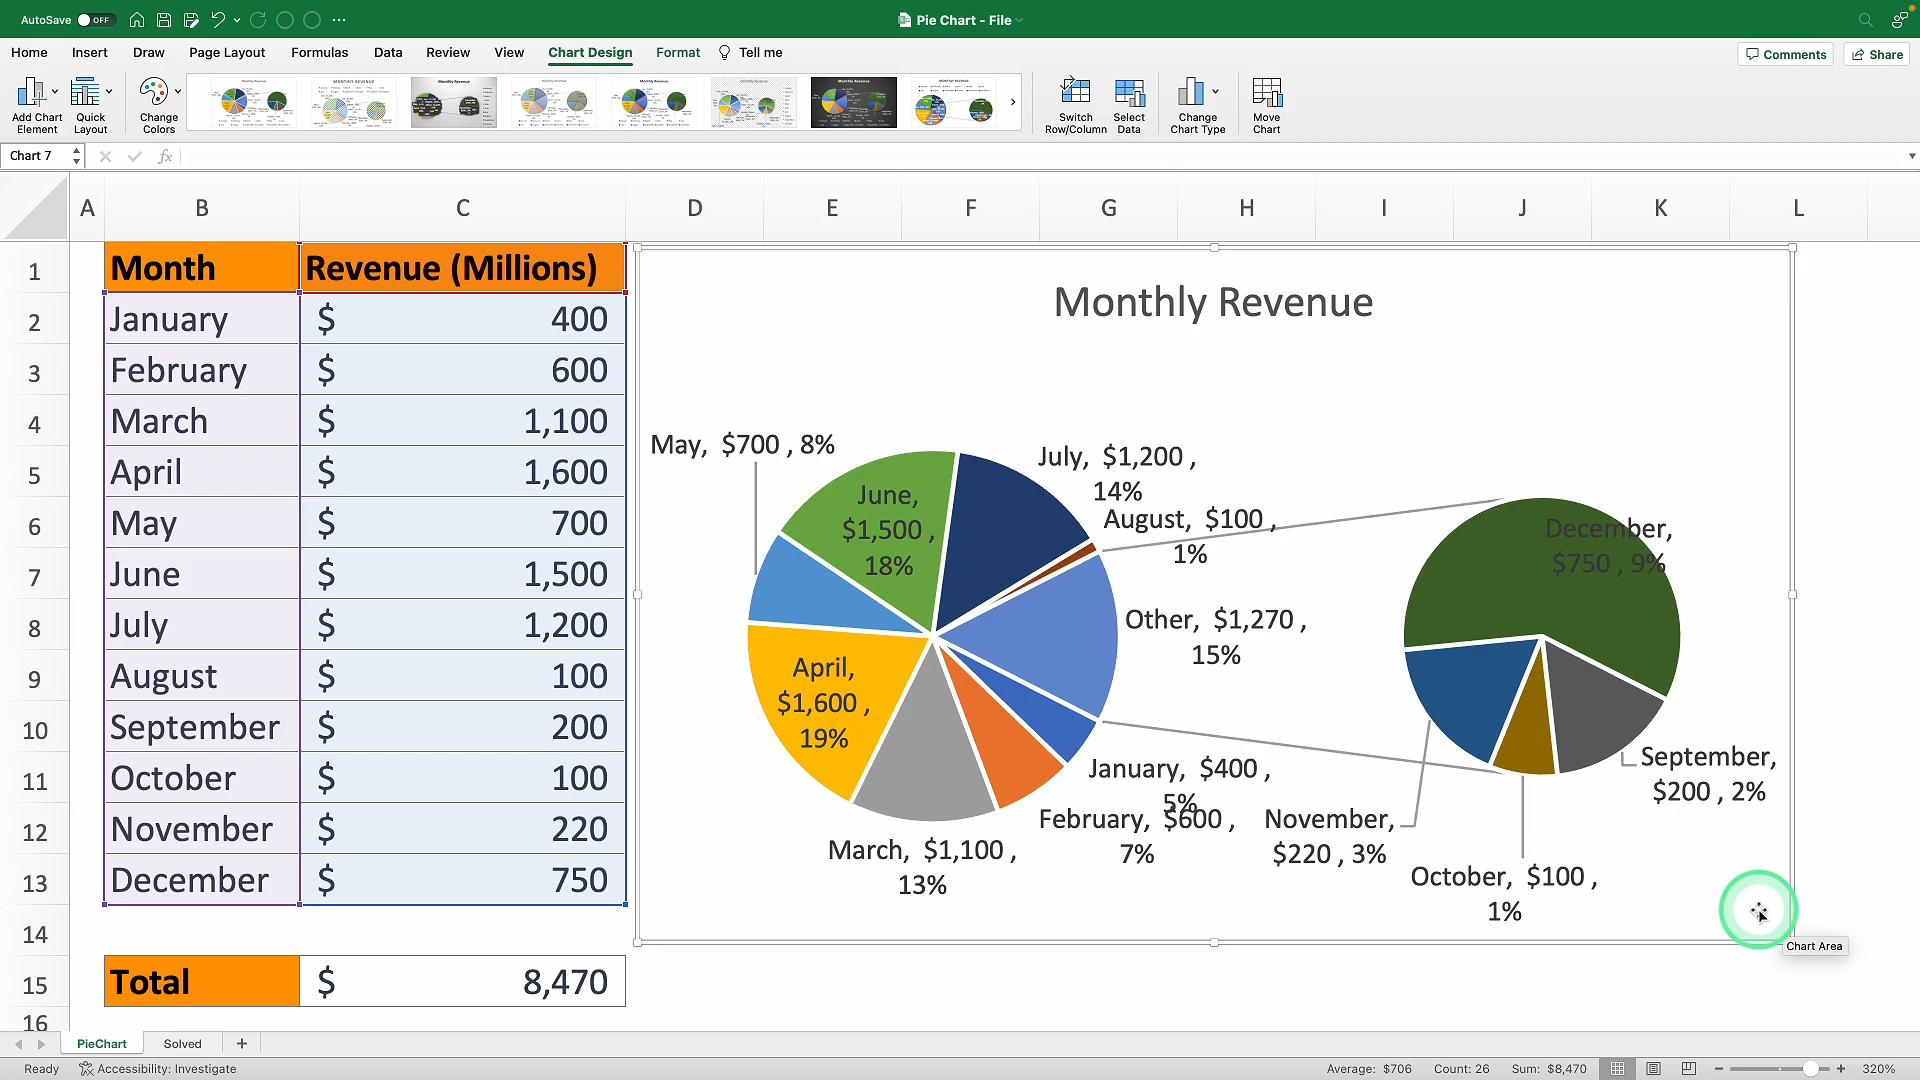 AutoSave OFF
Pie Chart - File
Home Insert Draw Page Layout Formulas Data Review View Chart Design Format Tell me
Comments Share
Add Chart Element
Quick Layout
Change Colors
Switch Row/Column
Select Data
Change Chart Type
Move Chart
Chart 7
fx
A B C D E F G H I J K L
1 Month Revenue (Millions)
2 January $ 400
3 February $ 600
4 March $ 1,100
5 April $ 1,600
6 May $ 700
7 June $ 1,500
8 July $ 1,200
9 August $ 100
10 September $ 200
11 October $ 100
12 November $ 220
13 December $ 750
14
15 Total $ 8,470
16
Monthly Revenue
May, $700 , 8%
June,
$1,500 ,
18%
July, $1,200 ,
14%
August, $100 ,
1%
Other, $1,270 ,
15%
April,
$1,600 ,
19%
January, $400 ,
5%
February, $600 ,
7%
March, $1,100 ,
13%
December,
$750 , 9%
September,
$200 , 2%
November,
$220 , 3%
October, $100 ,
1%
Chart Area
PieChart Solved +
Ready Accessibility: Investigate
Average: $706 Count: 26 Sum: $8,470
320%